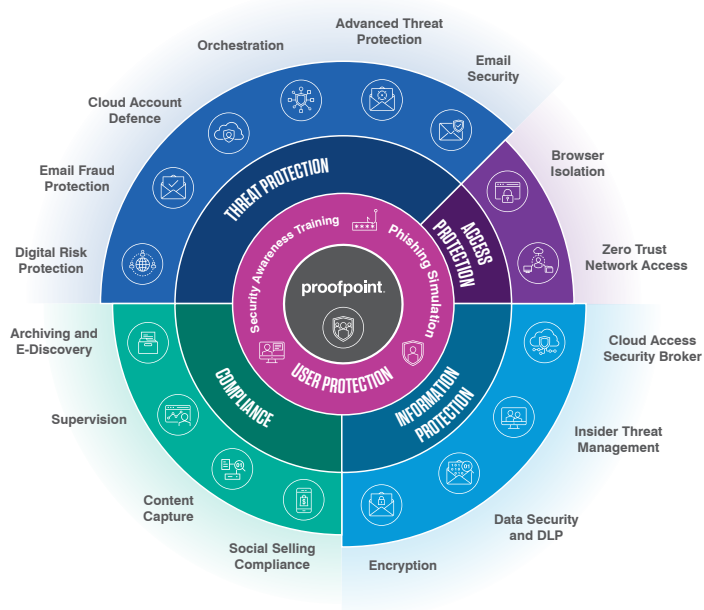 Advanced Threat
Protection
Orchestration
Email
Security
Cloud Account
Defence
Browser
Isolation
Email Fraud
Protection
Digital Risk
Protection
Zero Trust
Network Access
THREAT PROTECTION
ACCESS
PROTECTION
Security Awareness Training
Phishing Simulation
proofpoint.
USER PROTECTION
COMPLIANCE
INFORMATION
PROTECTION
Archiving and
E-Discovery
Cloud Access
Security Broker
Supervision
Insider Threat
Management
Content
Capture
Data Security
and DLP
Social Selling
Compliance
Encryption